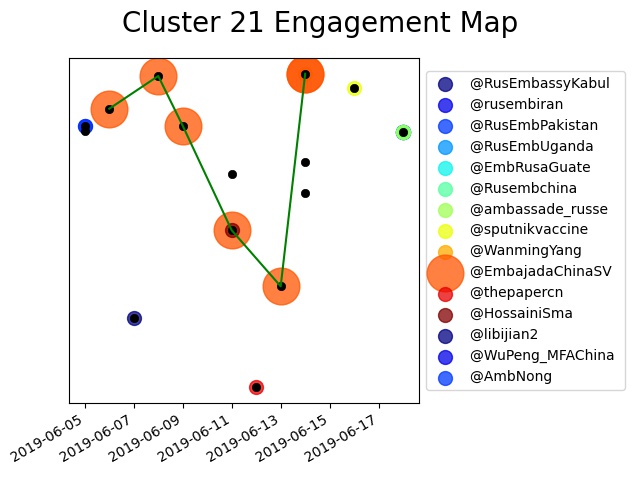 Cluster 21 Engagement Map
@RusEmbassyKabul
@rusembiran
@RusEmbPakistan
@RusEmbUganda
@EmbRusaGuate
@Rusembchina
@ambassade_russe
@sputnikvaccine
@WanmingYang
@EmbajadaChinaSV
@thepapercn
@HossainiSma
@libijian2
@WuPeng_MFAChina
@AmbNong
2019-06-05
2019-06-07
2019-06-09
2019-06-11
2019-06-13
2019-06-15
2019-06-17